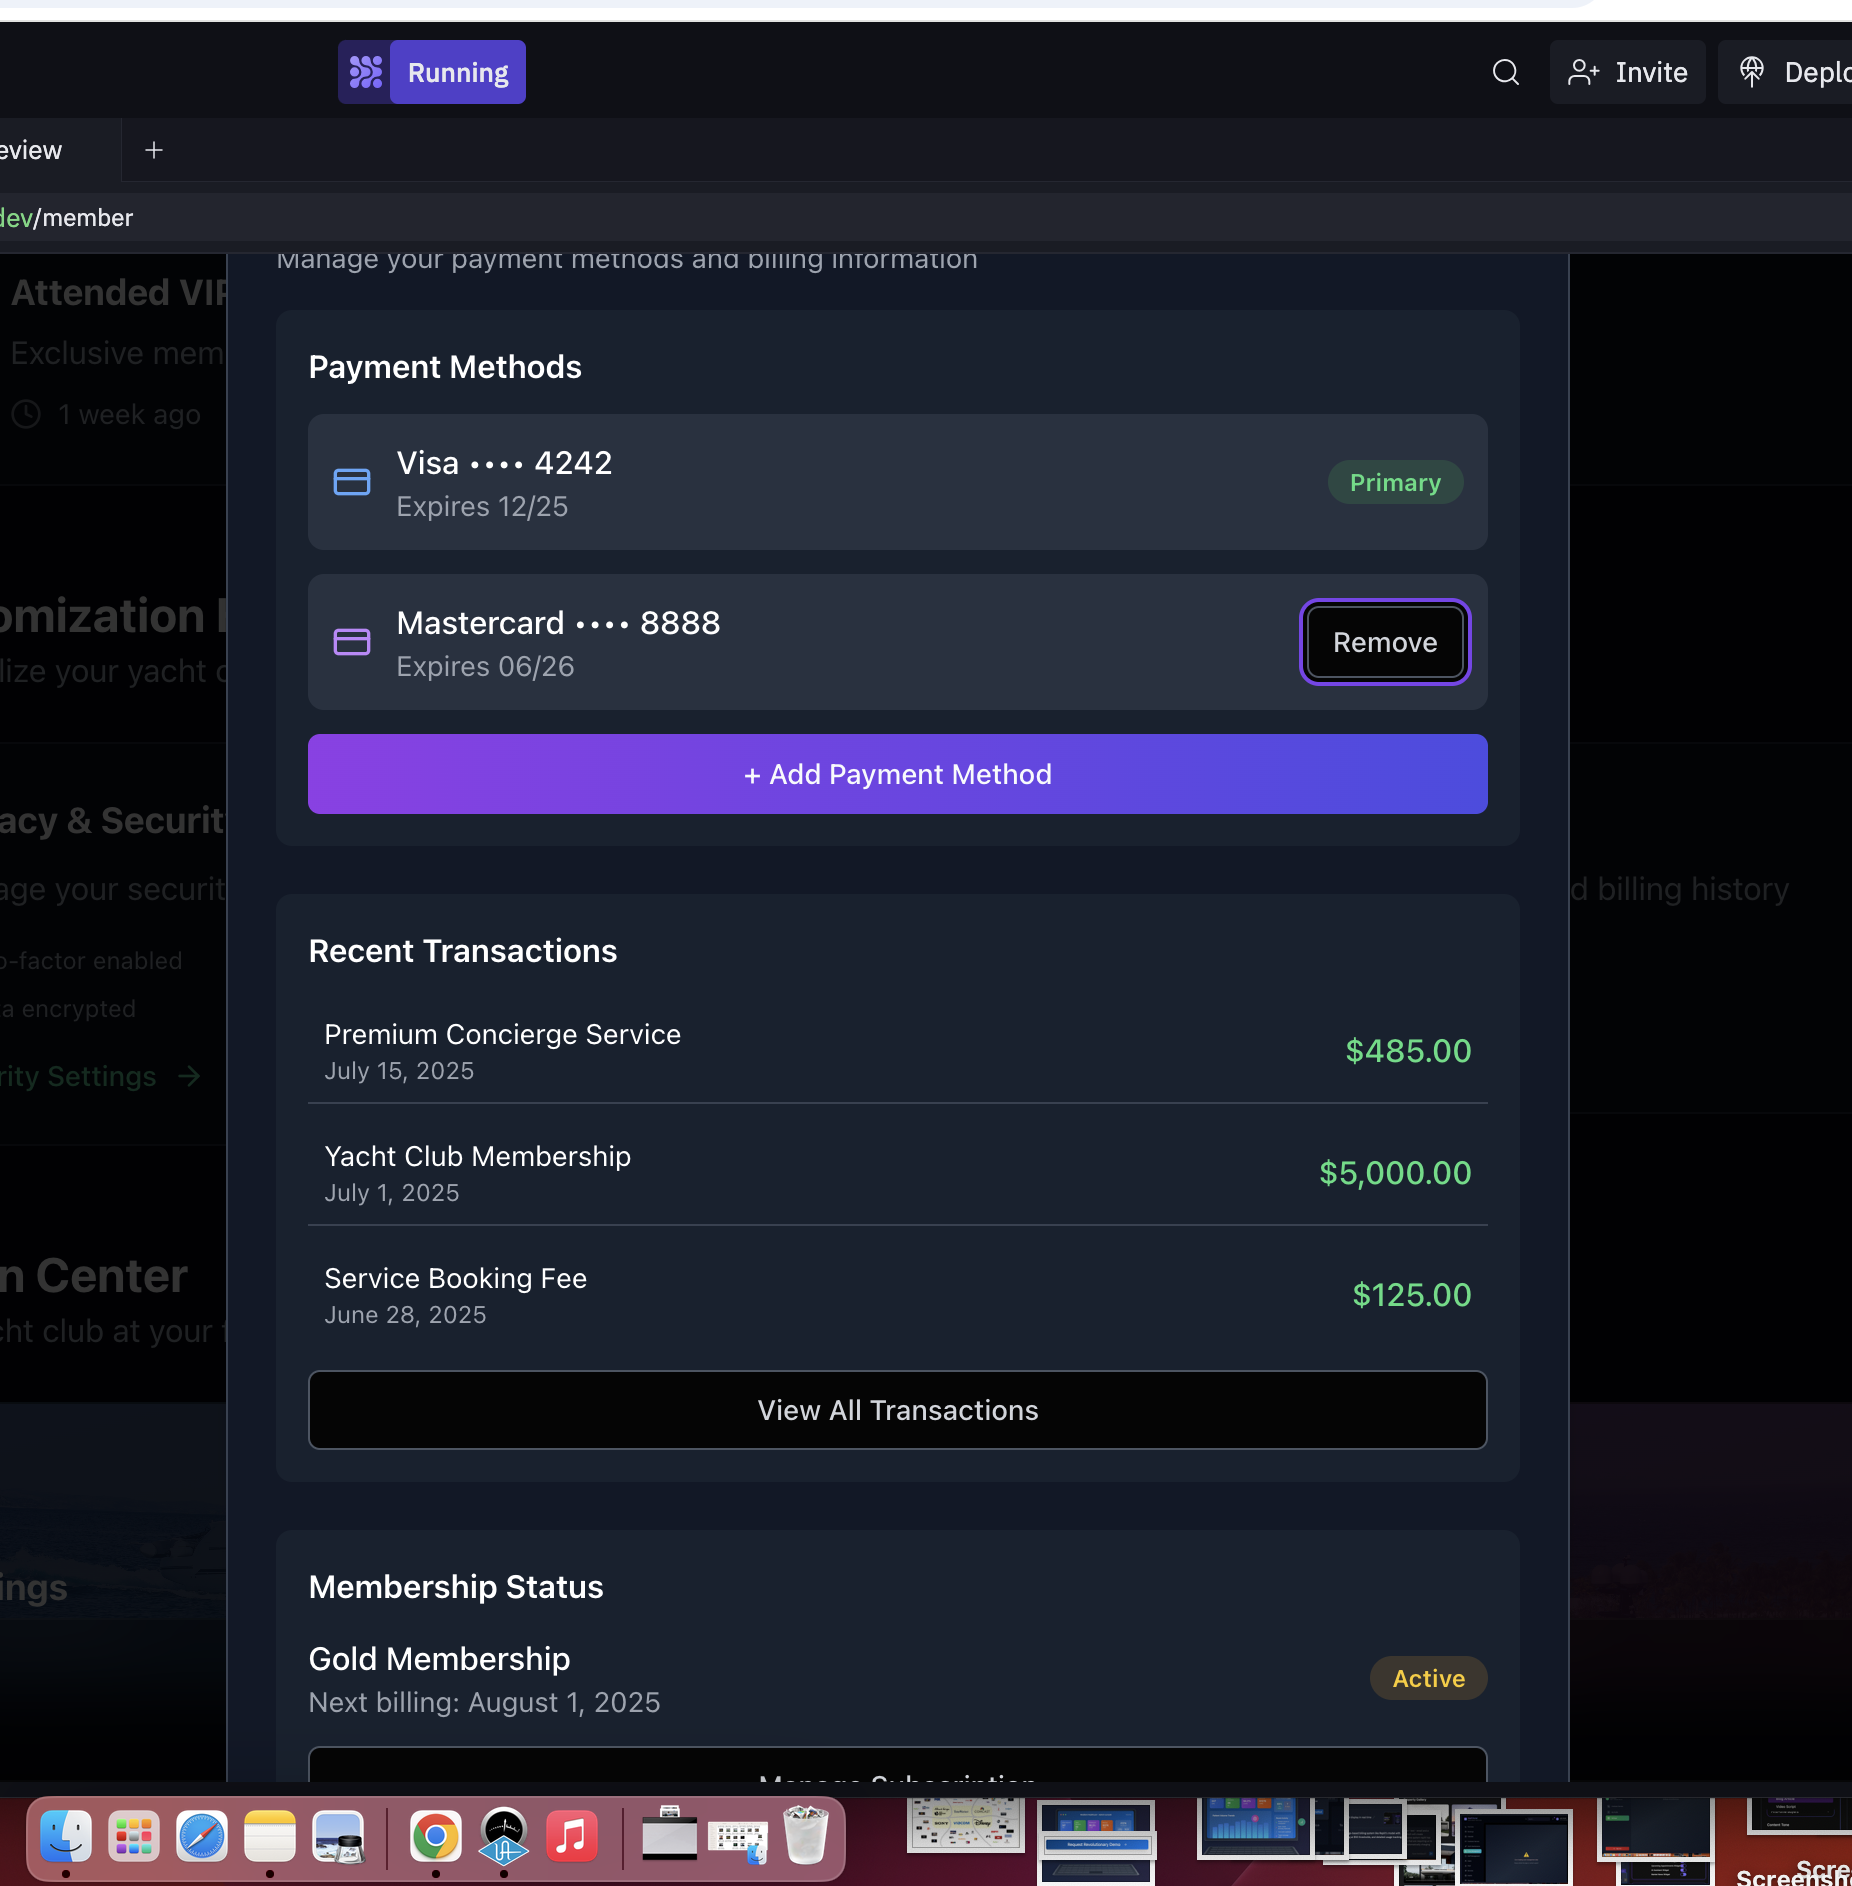 Running
Invite
Deplo
eview
+
dev/member
Manage your payment methods and billing information
Attended VIP
Exclusive mem
1 week ago
Payment Methods
Visa •••• 4242
Expires 12/25
Primary
Mastercard •••• 8888
Expires 06/26
Remove
+ Add Payment Method
omization
lize your yacht c
acy & Securit
age your securit
d billing history
o-factor enabled
a encrypted
rity Settings →
Recent Transactions
Premium Concierge Service
July 15, 2025
$485.00
Yacht Club Membership
July 1, 2025
$5,000.00
Service Booking Fee
June 28, 2025
$125.00
View All Transactions
n Center
cht club at your f
ings
Membership Status
Gold Membership
Next billing: August 1, 2025
Active
Manage Subscription
Scre
Screensh